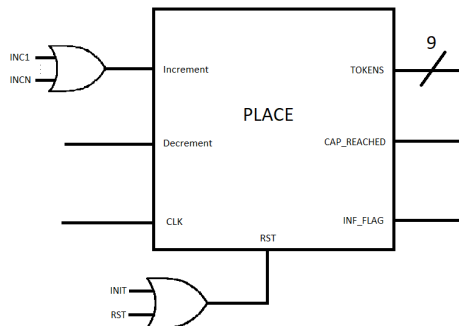 9
INC1
INCN
Increment
TOKENS
PLACE
Decrement
CAP_REACHED
CLK
INF_FLAG
RST
INIT
RST